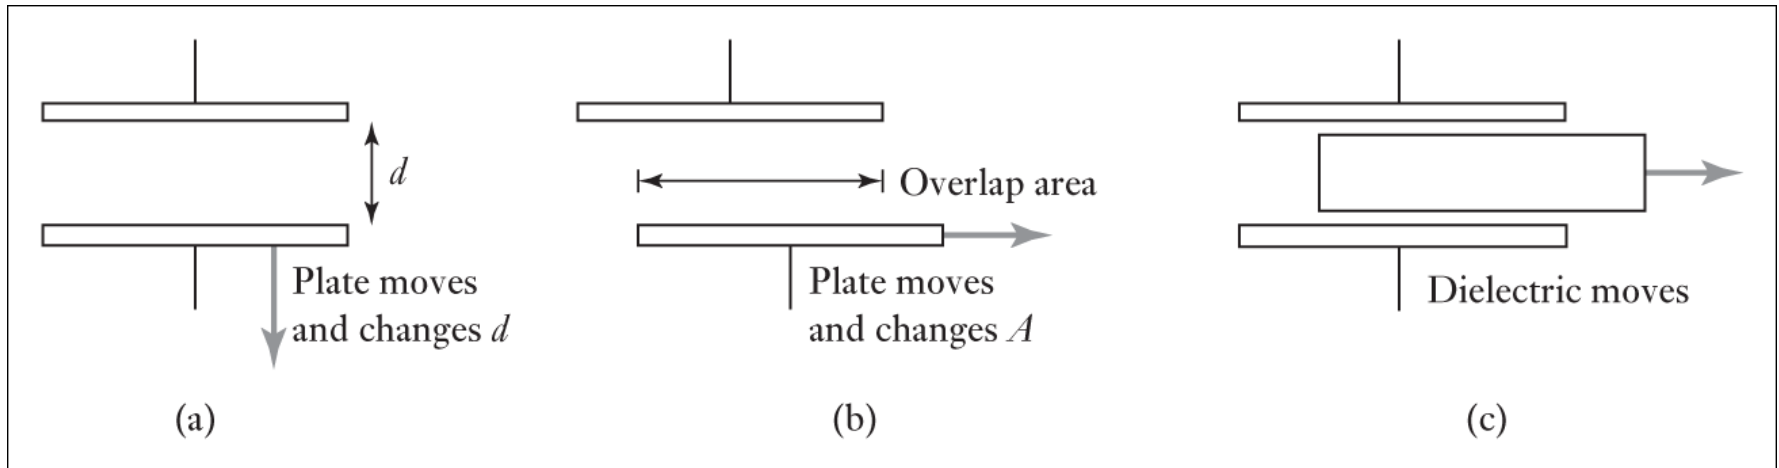 d
Plate moves
and changes d
(a)
Overlap area
Plate moves
and changes A
(b)
Dielectric moves
(c)